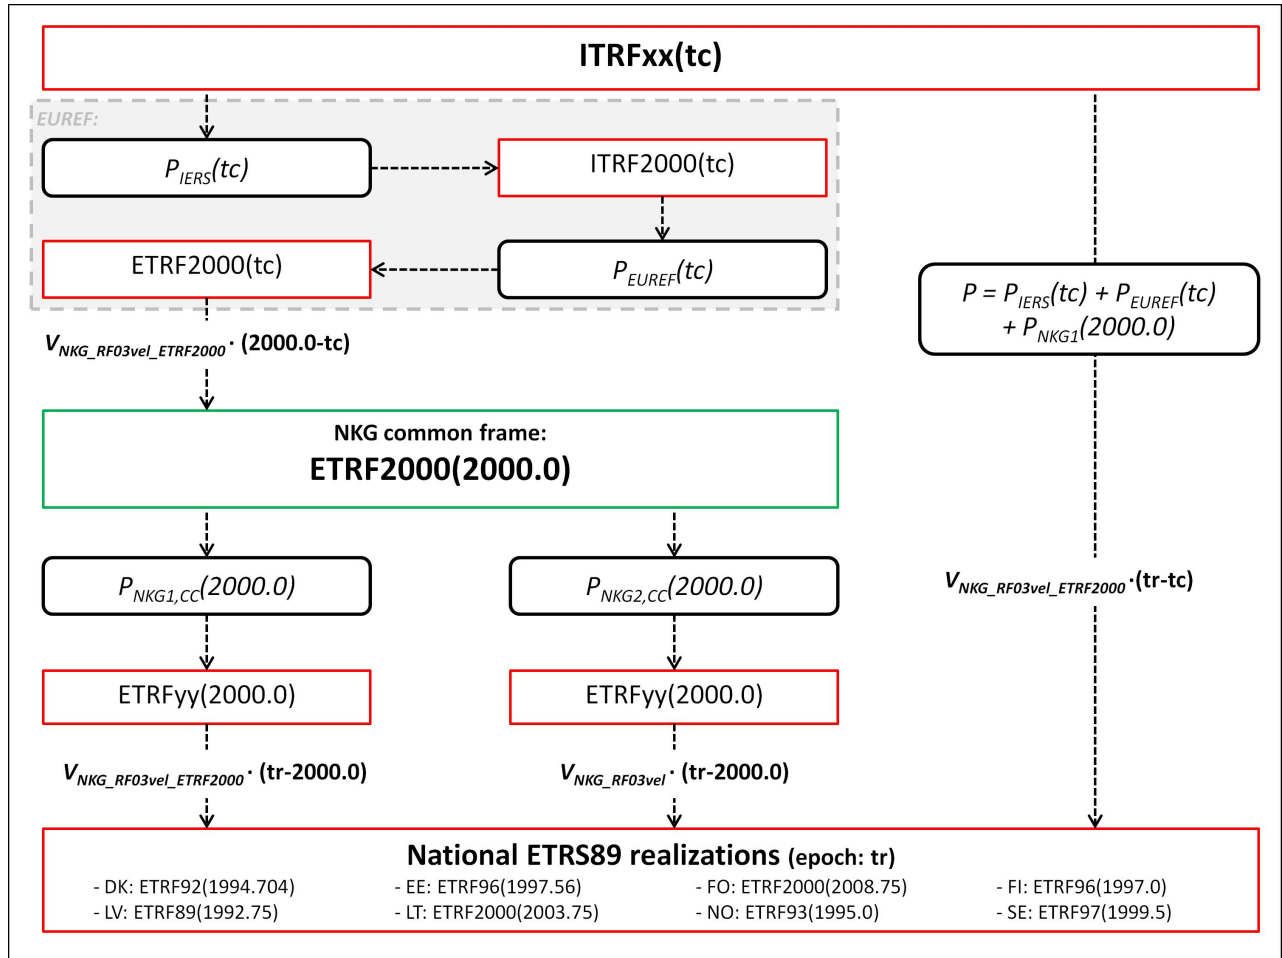 ITRFxx(tc)
EUREF:
P_IERS(tc)
ITRF2000(tc)
ETRF2000(tc)
P_EUREF(tc)
P = P_IERS(tc) + P_EUREF(tc)
+ P_NKG1(2000.0)
V_NKG_RF03vel_ETRF2000 · (2000.0-tc)
NKG common frame:
ETRF2000(2000.0)
P_NKG1,CC(2000.0)
P_NKG2,CC(2000.0)
V_NKG_RF03vel_ETRF2000 ·(tr-tc)
ETRFyy(2000.0)
ETRFyy(2000.0)
V_NKG_RF03vel_ETRF2000 · (tr-2000.0)
V_NKG_RF03vel · (tr-2000.0)
National ETRS89 realizations (epoch: tr)
- DK: ETRF92(1994.704) - EE: ETRF96(1997.56) - FO: ETRF2000(2008.75) - FI: ETRF96(1997.0)
- LV: ETRF89(1992.75) - LT: ETRF2000(2003.75) - NO: ETRF93(1995.0) - SE: ETRF97(1999.5)